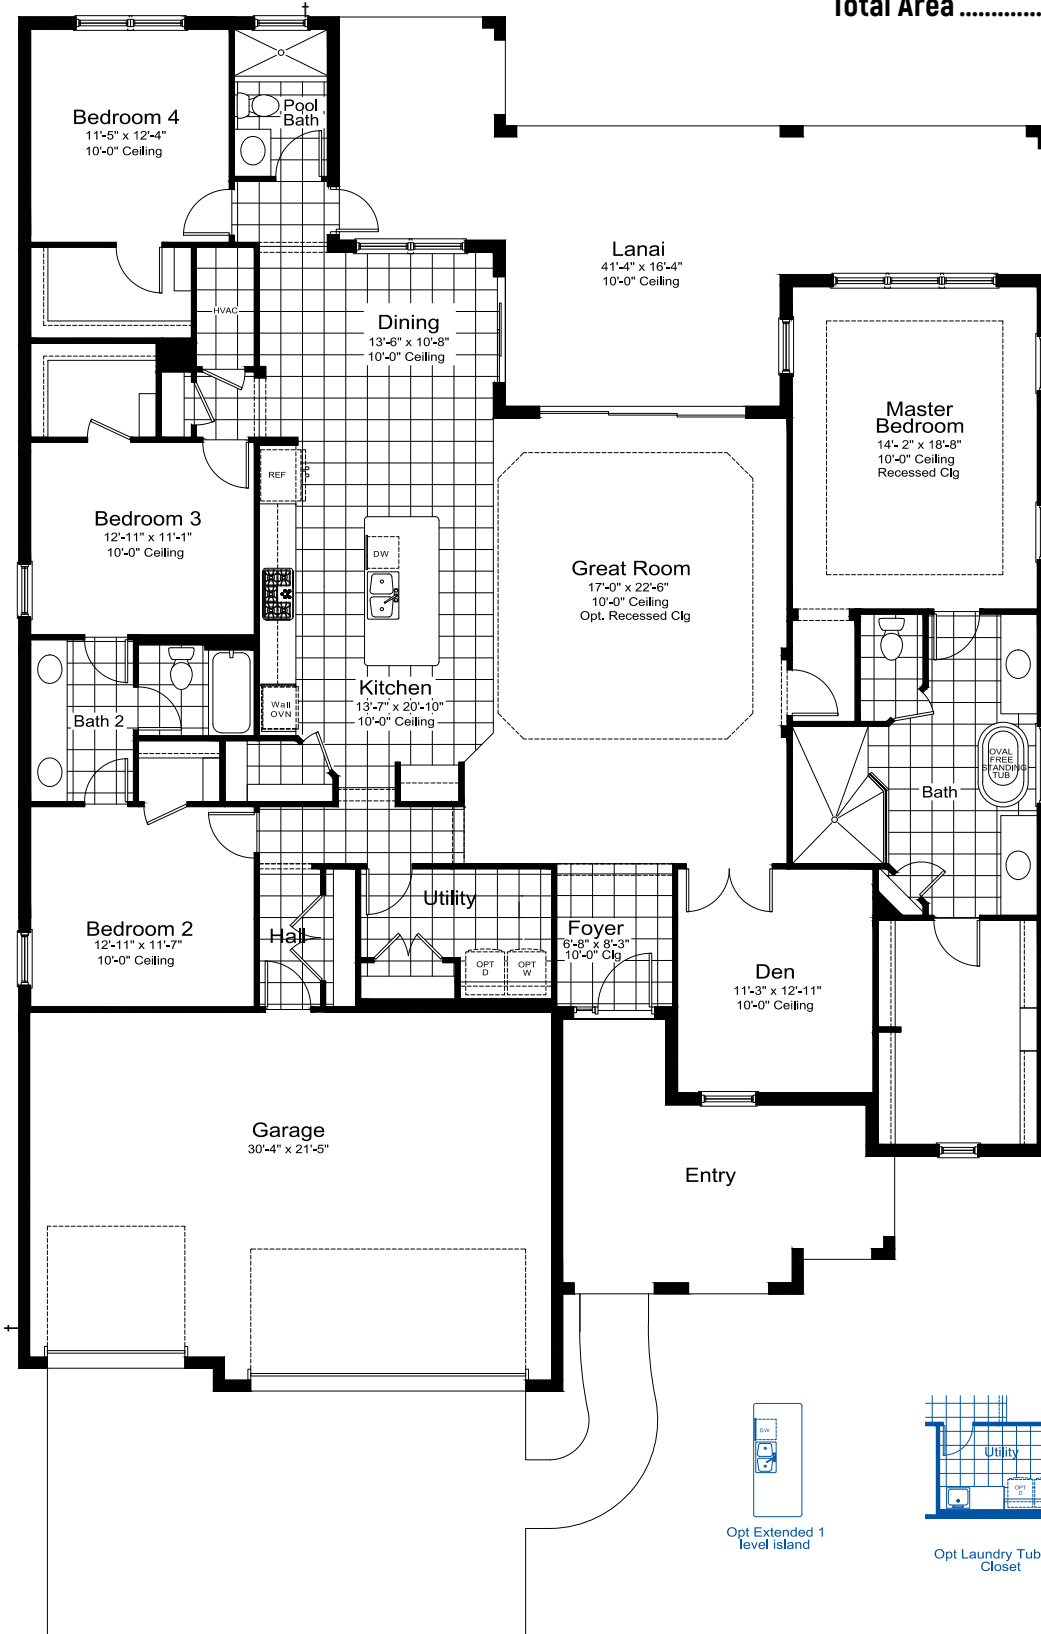 Total Area .............
Bedroom 4
11'-5" x 12'-4"
10'-0" Ceiling
Pool
Bath
Lanai
41'-4" x 16'-4"
10'-0" Ceiling
HVAC
Dining
13'-6" x 10'-8"
10'-0" Ceiling
Master
Bedroom
14'- 2" x 18'-8"
10'-0" Ceiling
Recessed Clg
REF
Bedroom 3
12'-11" x 11'-1"
10'-0" Ceiling
DW
Great Room
17'-0" x 22'-6"
10'-0" Ceiling
Opt. Recessed Clg
Kitchen
13'-7" x 20'-10"
10'-0" Ceiling
Wall
OVN
Bath 2
OVAL
FREE
STANDING
TUB
Bath
Utility
Bedroom 2
12'-11" x 11'-7"
10'-0" Ceiling
Hall
Foyer
6'-8" x 8'-3"
10'-0" Clg
OPT
D
OPT
W
Den
11'-3" x 12'-11"
10'-0" Ceiling
Garage
30'-4" x 21'-5"
Entry
DW
Opt Extended 1
level island
Utility
OPT
D
Opt Laundry Tub
Closet